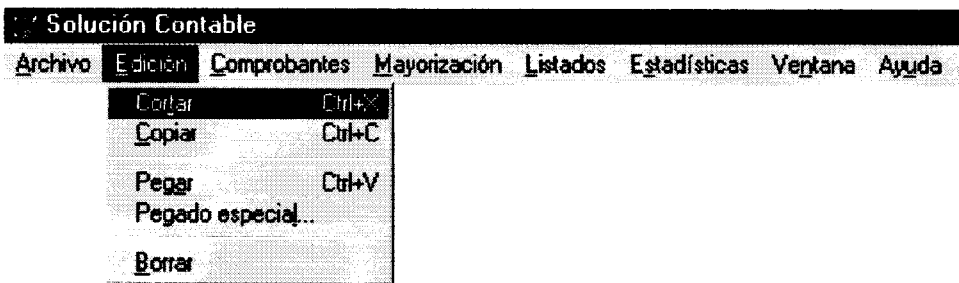 Solución Contable
Archivo Edición Comprobantes Mayorización Listados Estadísticas Ventana Ayuda
Cortar Ctrl+X
Copiar Ctrl+C
Pegar Ctrl+V
Pegado especial...
Borrar